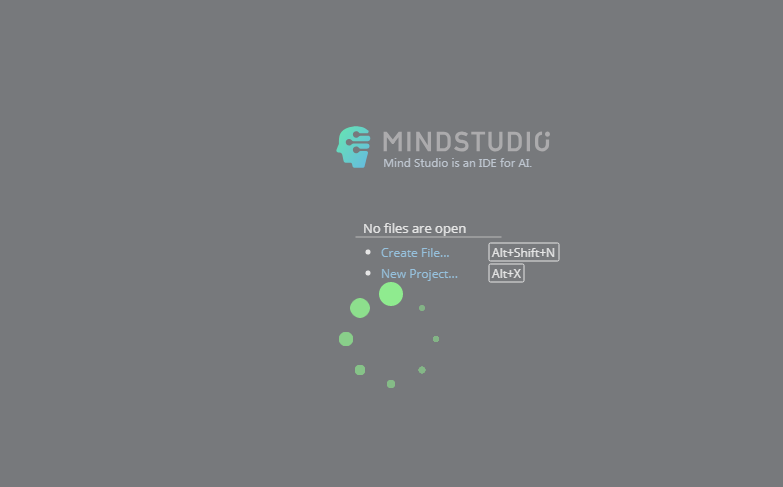 MINDSTUDIO
Mind Studio is an IDE for AI.
No files are open
Create File... Alt+Shift+N
New Project... Alt+X